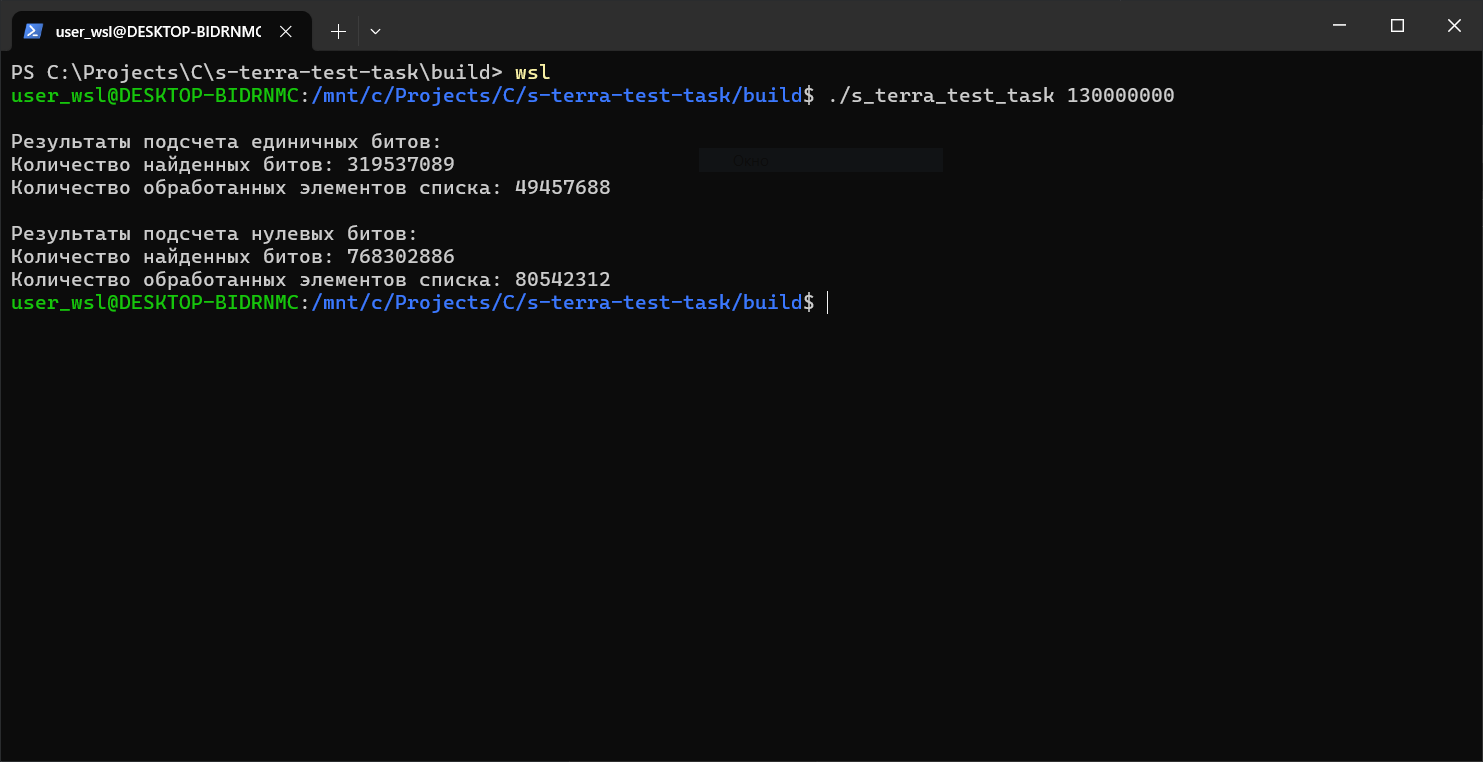 user_wsl@DESKTOP-BIDRNMC
PS C:\Projects\C\s-terra-test-task\build> wsl
user_wsl@DESKTOP-BIDRNMC:/mnt/c/Projects/C/s-terra-test-task/build$ ./s_terra_test_task 130000000
Результаты подсчета единичных битов:
Количество найденных битов: 319537089
Окно
Количество обработанных элементов списка: 49457688
Результаты подсчета нулевых битов:
Количество найденных битов: 768302886
Количество обработанных элементов списка: 80542312
user_wsl@DESKTOP-BIDRNMC:/mnt/c/Projects/C/s-terra-test-task/build$